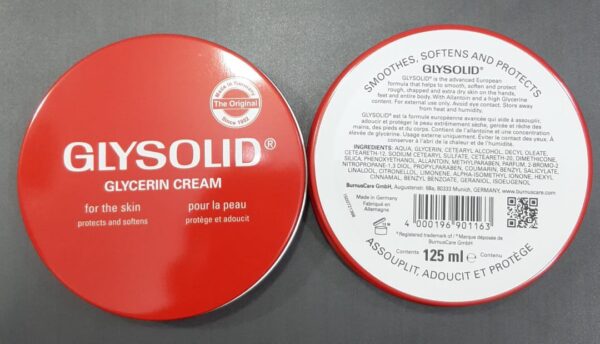 Made in Germany
The Original
Since 1902
GLYSOLID®
GLYCERIN CREAM
for the skin
protects and softens
pour la peau
protège et adoucit
SMOOTHES, SOFTENS AND PROTECTS
GLYSOLID®
GLYSOLID® is the advanced European
formula that helps to smooth, soften and protect
rough, chapped and extra dry skin on the hands,
feet and entire body. With Allantoin and a high Glycerine
content. For external use only. Avoid eye contact. Store away
from heat and humidity.
GLYSOLID® est la formule européenne avancée qui aide à assouplir,
adoucir et protéger la peau extrêmement sèche, gercée et rêche des
mains, des pieds et du corps. Contient de l'allantoïne et une concentration
élevée de glycérine. Usage externe uniquement. Éviter le contact des yeux. À
conserver à l'abri de la chaleur et de l'humidité.
INGREDIENTS: AQUA, GLYCERIN, CETEARYL ALCOHOL, DECYL OLEATE,
CETEARETH-12, SODIUM CETEARYL SULFATE, CETEARETH-20, DIMETHICONE,
SILICA, PHENOXYETHANOL, ALLANTOIN, METHYLPARABEN, PARFUM, 2-BROMO-2
NITROPROPANE-1,3 DIOL, PROPYLPARABEN, COUMARIN, BENZYL SALICYLATE,
LINALOOL, CITRONELLOL, LIMONENE, ALPHA-ISOMETHYL IONONE, HEXYL
CINNAMAL, BENZYL BENZOATE, GERANIOL, ISOEUGENOL
BurnusCare GmbH, Augustenstr. 10a, 80333 Munich, GERMANY, www.burnuscare.com
Made in Germany
Fabriqué en
Allemagne
4 000196 901163
® Registered trademark of / ® Marque déposée de
BurnusCare GmbH
Contents 125 ml e Contenu
ASSOUPLIT, ADOUCIT ET PROTÈGE